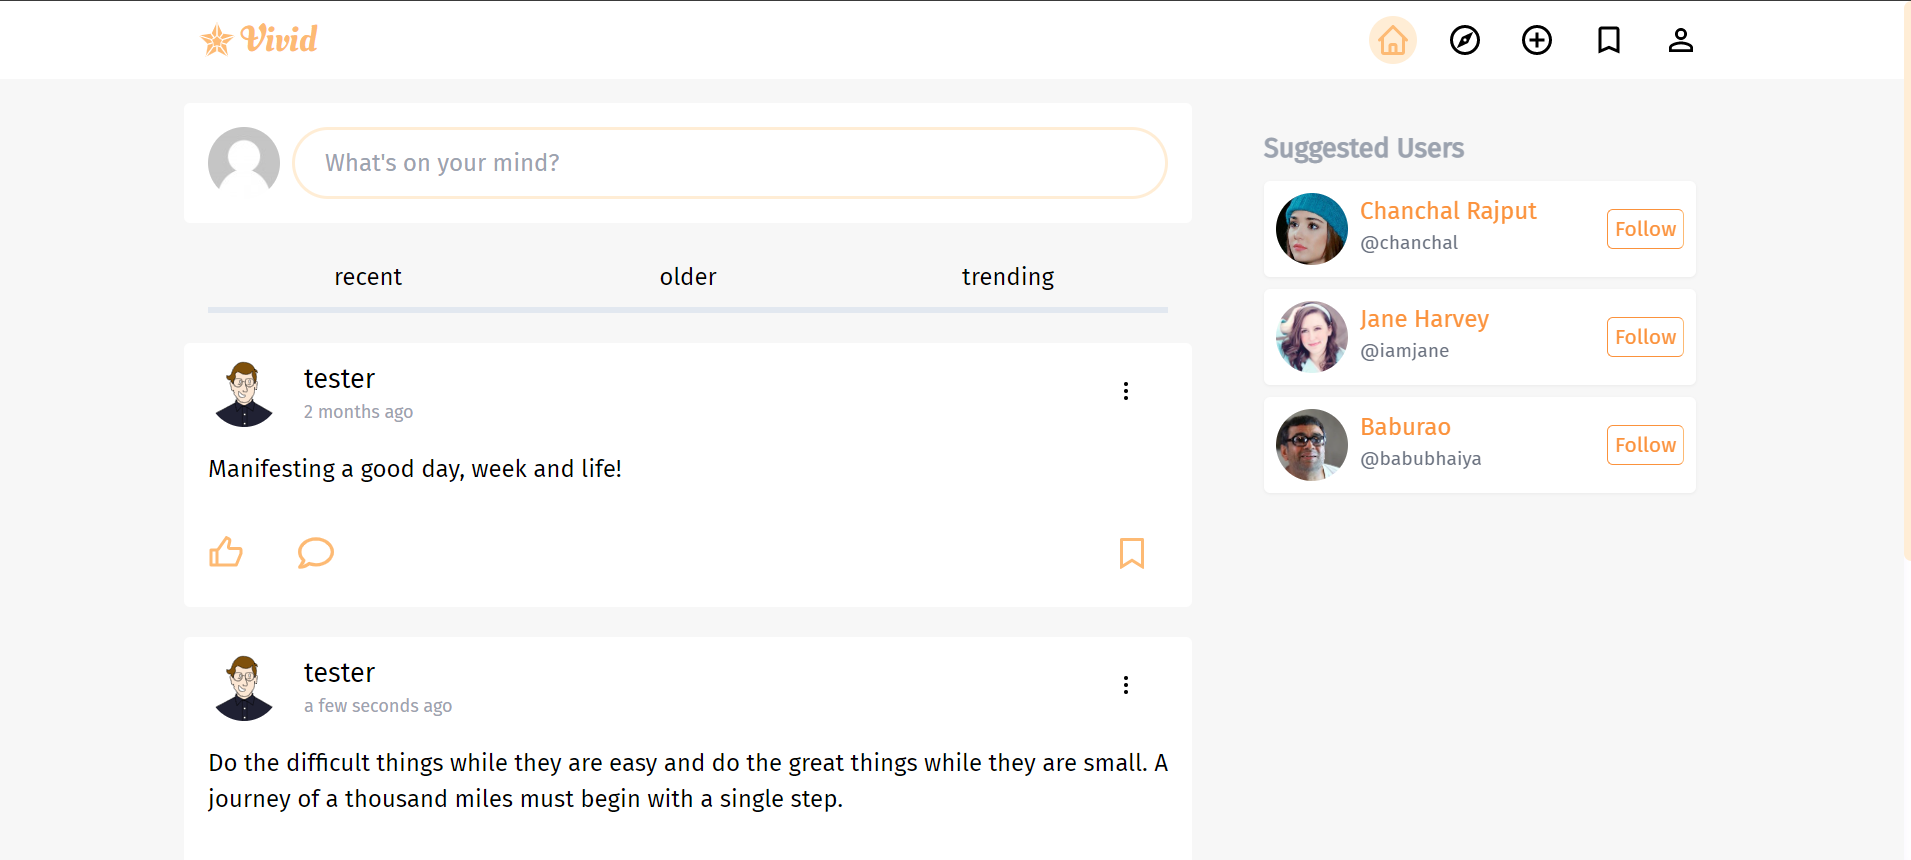 Vivid
What's on your mind?
recent older trending
tester
2 months ago
Manifesting a good day, week and life!
tester
a few seconds ago
Do the difficult things while they are easy and do the great things while they are small. A
journey of a thousand miles must begin with a single step.
Suggested Users
Chanchal Rajput
@chanchal
Follow
Jane Harvey
@iamjane
Follow
Baburao
@babubhaiya
Follow